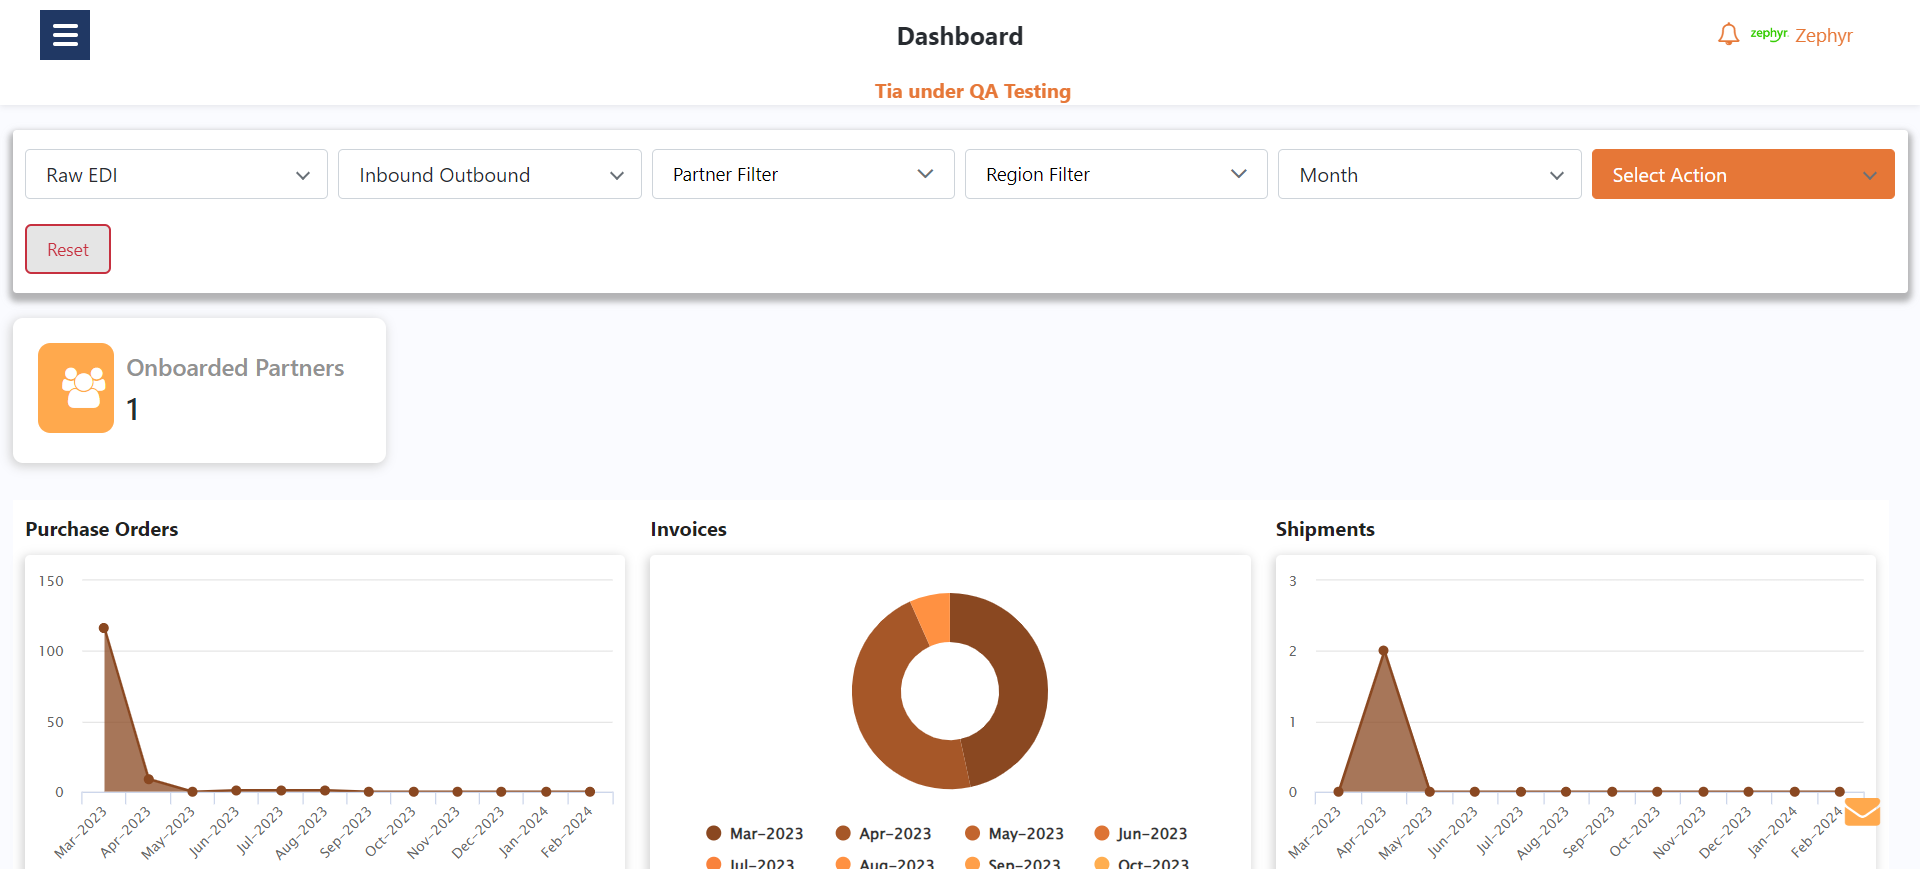 Dashboard
zephyr Zephyr
Tia under QA Testing
Raw EDI
Inbound Outbound
Partner Filter
Region Filter
Month
Select Action
Reset
Onboarded Partners
1
Purchase Orders
150
100
50
0
Mar-2023
Apr-2023
May-2023
Jun-2023
Jul-2023
Aug-2023
Sep-2023
Oct-2023
Nov-2023
Dec-2023
Jan-2024
Feb-2024
Invoices
Mar-2023 Apr-2023 May-2023 Jun-2023
Jul-2023 Aug-2023 Sep-2023 Oct-2023
Shipments
3
2
1
0
Mar-2023
Apr-2023
May-2023
Jun-2023
Jul-2023
Aug-2023
Sep-2023
Oct-2023
Nov-2023
Dec-2023
Jan-2024
Feb-2024